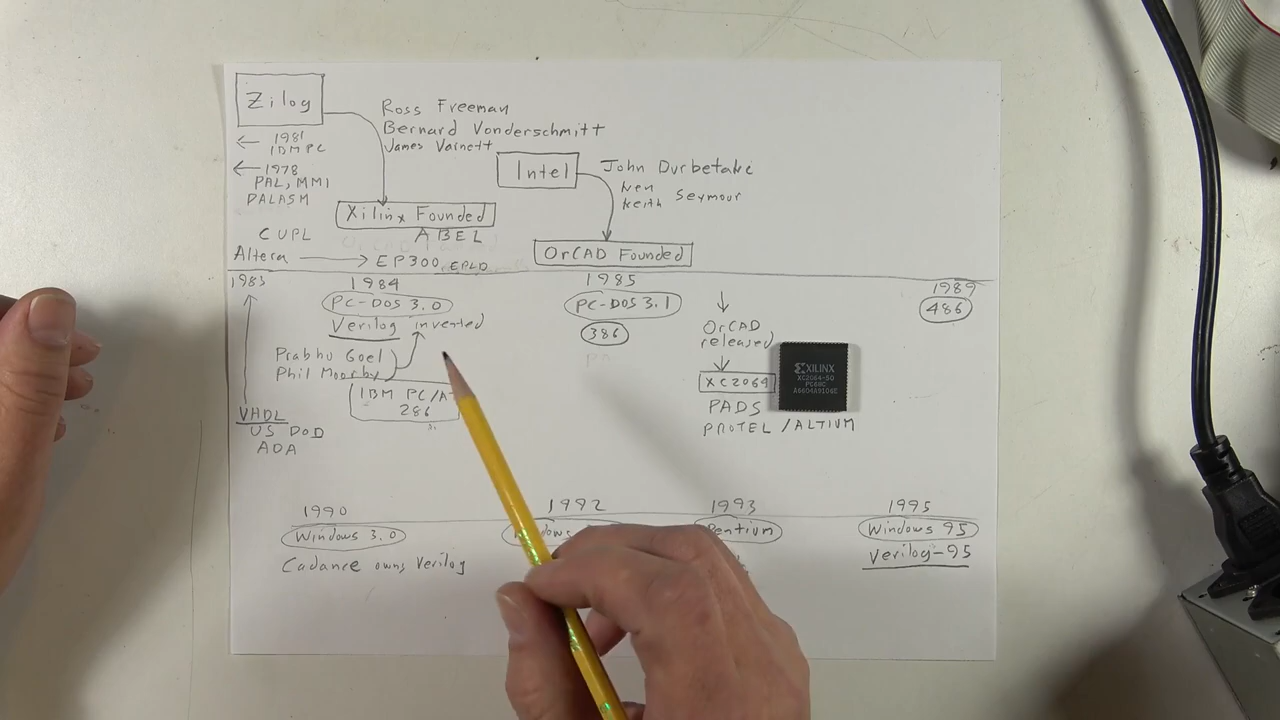 Zilog
Ross Freeman
Bernard Vonderschmitt
James Varnett
← 1981
IBM PC
← 1978
PAL, MMI
PALASM
Intel
John Durbetaki
Ken
Keith Seymour
Xilinx Founded
CUPL
ABEL
OrCAD Founded
Altera → EP300, EPLD
1983
1984
1985
1989
PC-DOS 3.0
PC-DOS 3.1
486
Verilog invented
386
OrCAD
released
Prabhu Goel
Phil Moorby
XC2064
XILINX
XC2064-50
PC68C
A6604A9106E
IBM PC/A
286
PADS
PROTEL /ALTIUM
VHDL
US DoD
ADA
1990
1992
1993
1995
Windows 3.0
Pentium
Windows 95
Cadance owns Verilog
Verilog-95